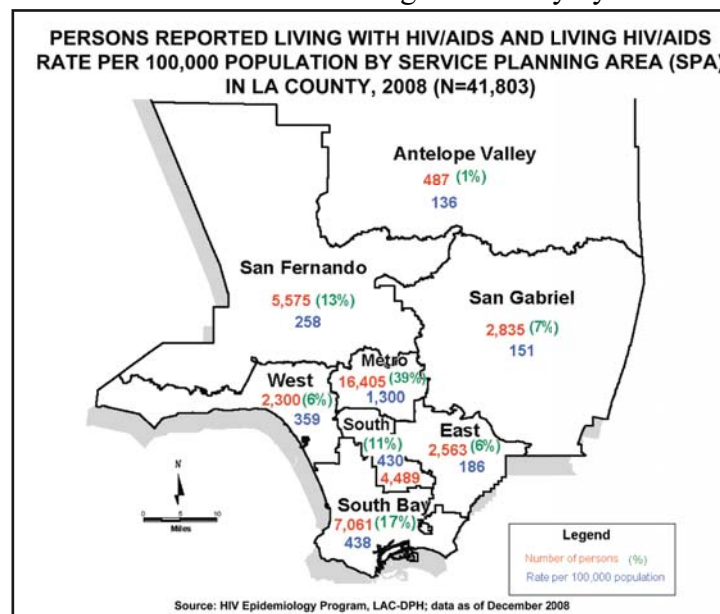 PERSONS REPORTED LIVING WITH HIV/AIDS AND LIVING HIV/AIDS
RATE PER 100,000 POPULATION BY SERVICE PLANNING AREA (SPA)
IN LA COUNTY, 2008 (N=41,803)
Antelope Valley
487 (1%)
136
San Fernando
5,575 (13%)
258
San Gabriel
2,835 (7%)
151
Metro
16,405 (39%)
1,300
West
2,300 (6%)
359
South
(11%)
430
4,489
East
2,563 (6%)
186
South Bay
7,061 (17%)
438
N
0 5 10
Miles
Legend
Number of persons (%)
Rate per 100,000 population
Source: HIV Epidemiology Program, LAC-DPH; data as of December 2008